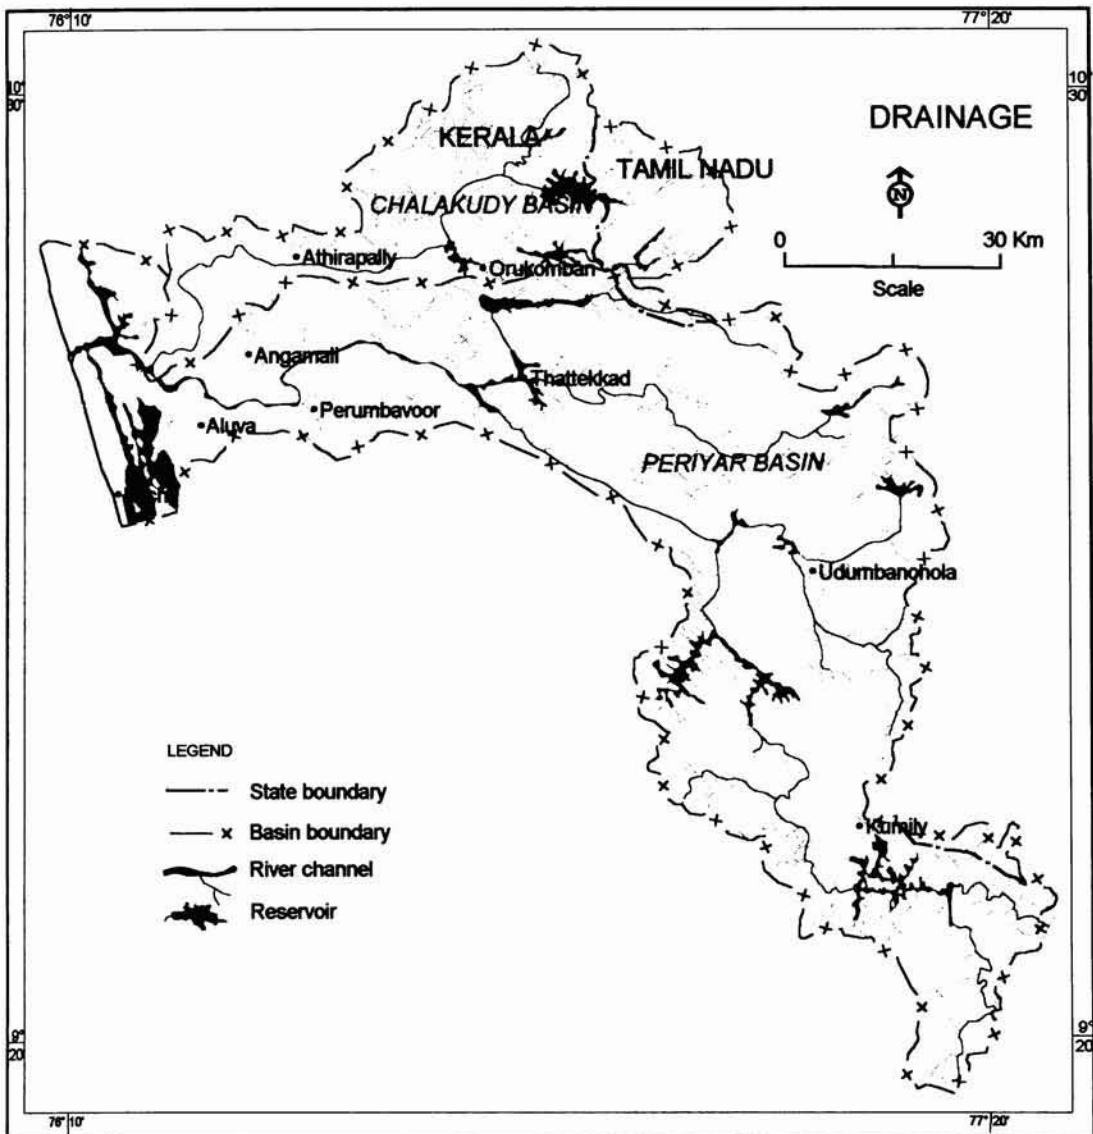 76° 10'
77° 20'
10°
30'
10°
30'
DRAINAGE
KERALA
TAMIL NADU
N
CHALAKUDY BASIN
0 30 Km
Scale
Athirapally
Orukomban
Angamali
Thattekkad
Perumbavoor
Aluva
PERIYAR BASIN
Udumbanohola
LEGEND
State boundary
Basin boundary
River channel
Reservoir
Kumily
9°
20'
9°
20'
76° 10'
77° 20'